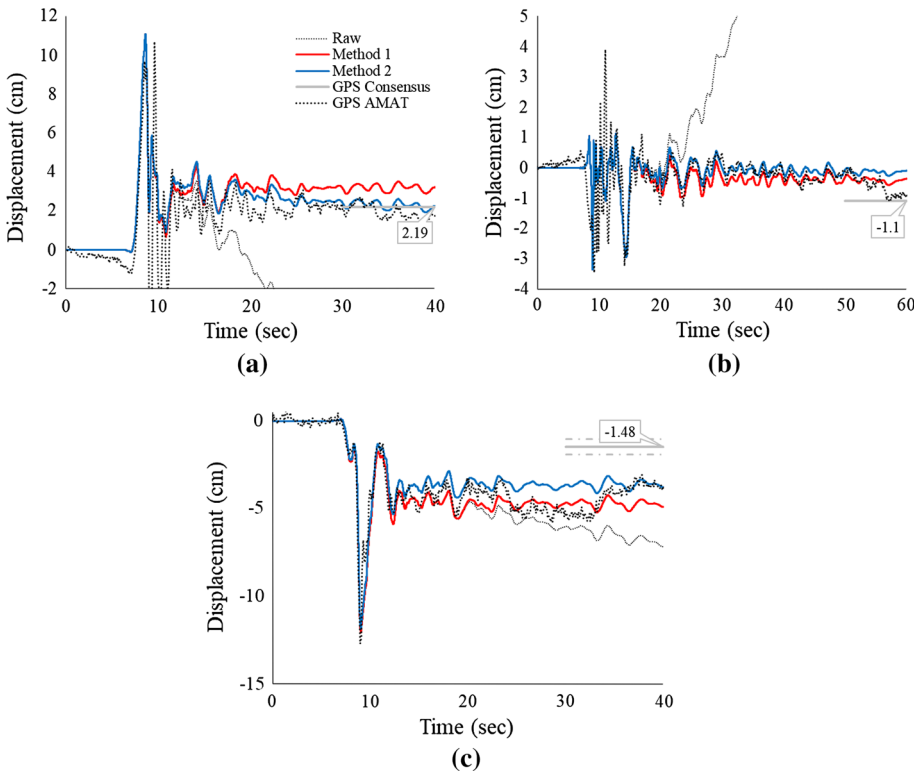 12
10
8
6
4
2
0
-2
Displacement (cm)
Raw
Method 1
Method 2
GPS Consensus
GPS AMAT
2.19
0 10 20 30 40
Time (sec)
(a)
5
4
3
2
1
0
-1
-2
-3
-4
Displacement (cm)
-1.1
0 10 20 30 40 50 60
Time (sec)
(b)
0
-5
-10
-15
Displacement (cm)
-1.48
0 10 20 30 40
Time (sec)
(c)